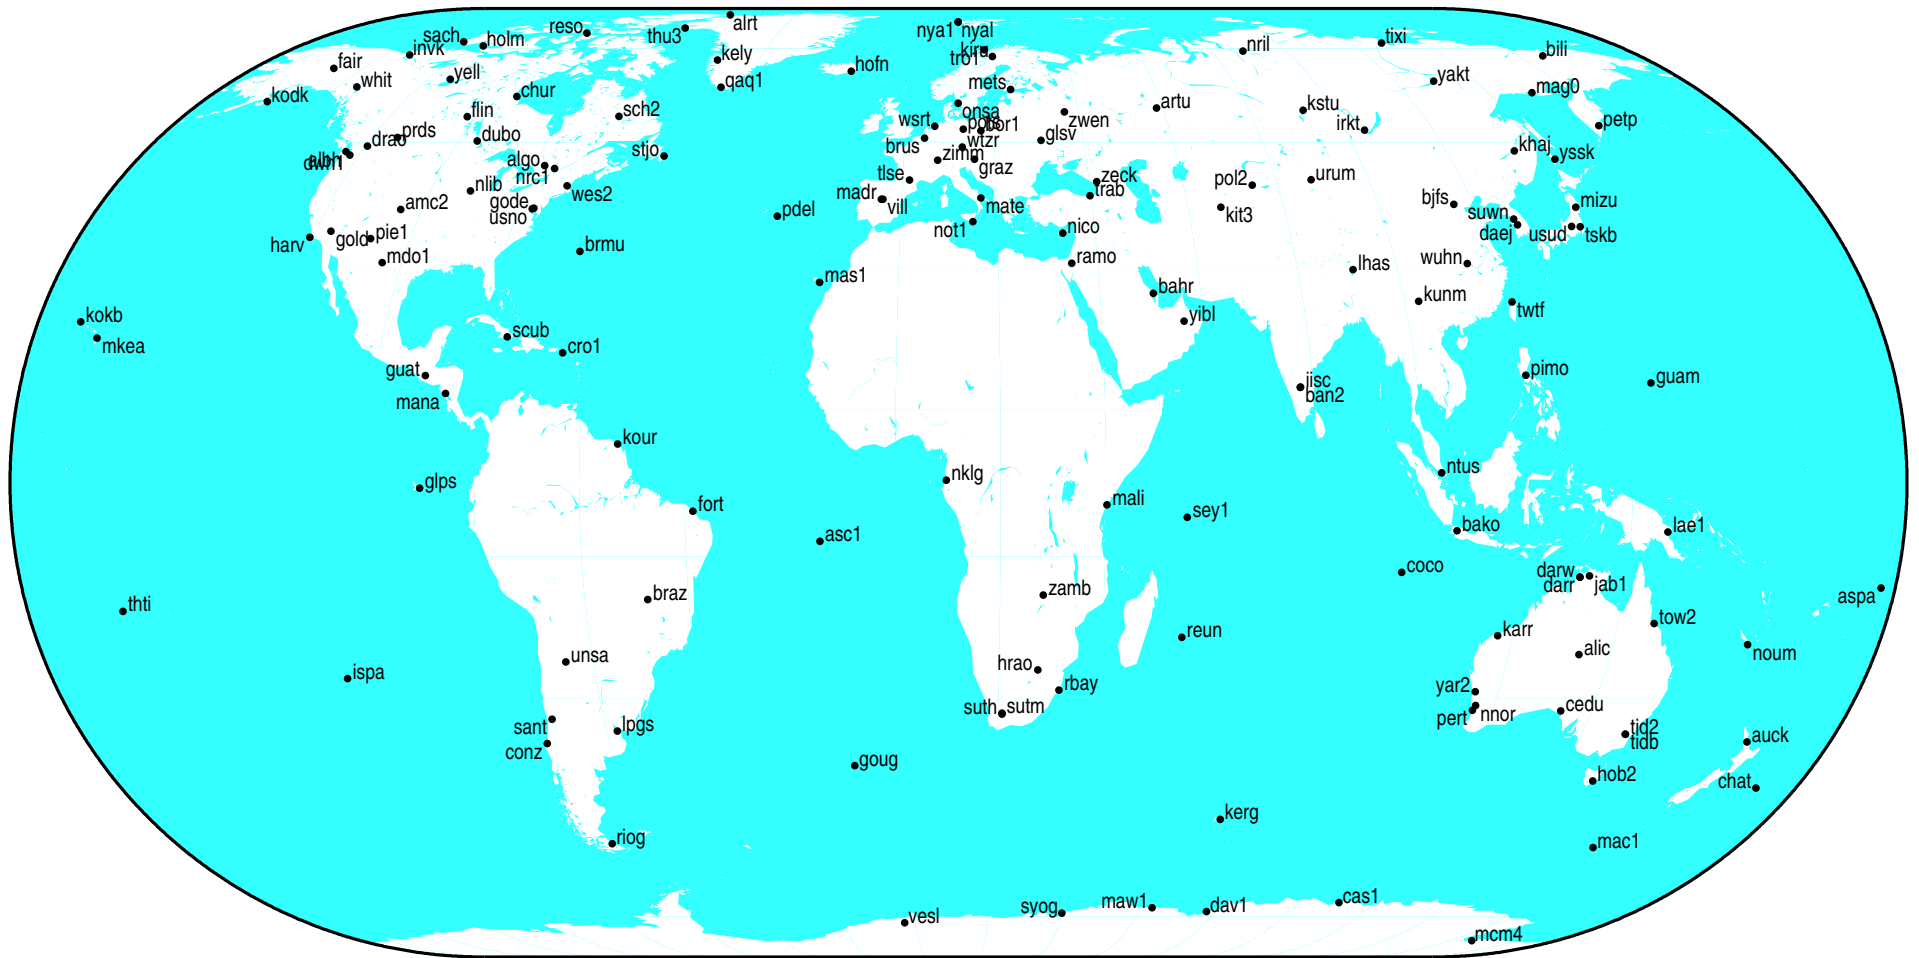 alrt
reso
thu3
nya1
nyal
sach
holm
invk
kely
hofn
kiru
tro1
nril
tixi
bili
fair
whit
yell
qaq1
mets
yakt
mag0
kodk
chur
sch2
onsa
artu
kstu
petp
flin
wsrt
pots
bor1
zwen
irkt
drao
prds
dubo
brus
wtzr
glsv
khaj
albh
dwh1
algo
nrc1
stjo
zimm
graz
yssk
nlib
wes2
tlse
zeck
trab
pol2
urum
amc2
gode
usno
pdel
madr
vill
mate
kit3
bjfs
mizu
harv
gold
pie1
mdo1
brmu
not1
nico
ramo
suwn
daej
usud
tskb
mas1
bahr
lhas
wuhn
kokb
mkea
scub
yibl
kunm
twtf
cro1
guat
mana
jisc
ban2
pimo
guam
kour
glps
nklg
ntus
fort
mali
sey1
asc1
bako
lae1
coco
darw
darr
jab1
thti
braz
zamb
aspa
reun
karr
tow2
unsa
hrao
alic
noum
ispa
rbay
yar2
sant
conz
lpgs
suth
sutm
pert
nnor
cedu
tid2
tidb
auck
goug
hob2
chat
kerg
riog
mac1
vesl
syog
maw1
dav1
cas1
mcm4